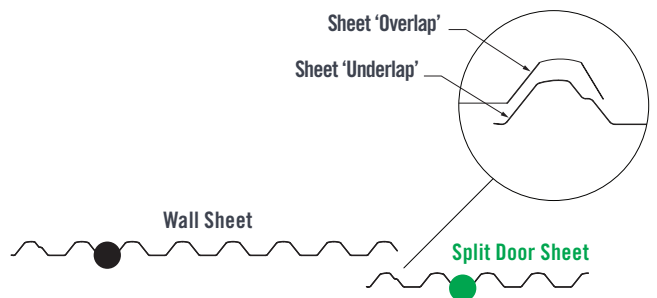 Sheet ‘Overlap’
Sheet ‘Underlap’
Wall Sheet
Split Door Sheet